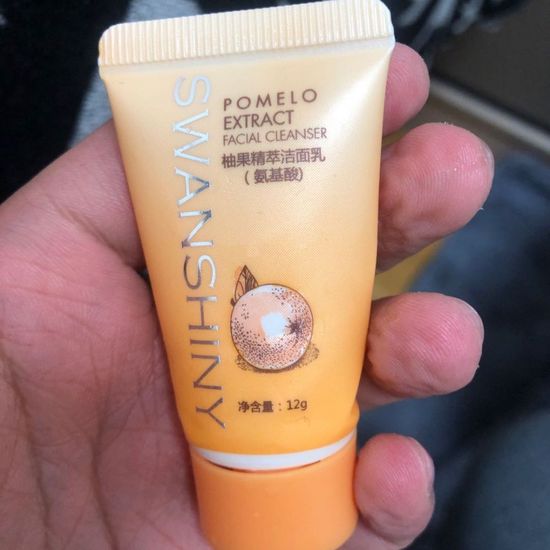 SWANSHINY
POMELO
EXTRACT
FACIAL CLEANSER
柚果精萃洁面乳
(氨基酸)
净含量：12g